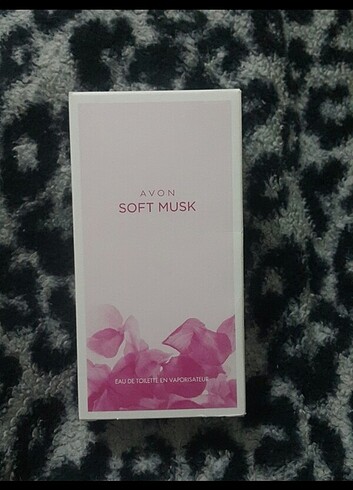 AVON
SOFT MUSK
EAU DE TOILETTE EN VAPORISATEUR